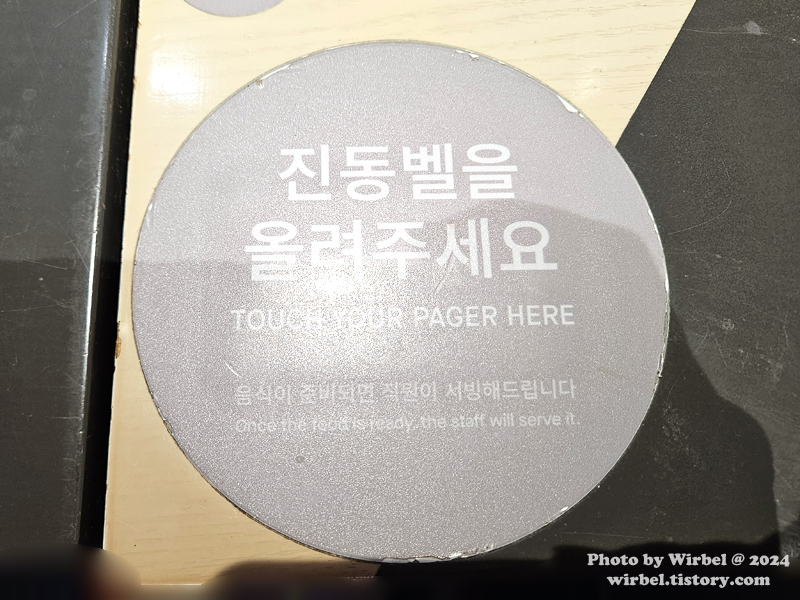 진동벨을
올려주세요
TOUCH YOUR PAGER HERE
음식이 준비되면 직원이 서빙해드립니다
Once the food is ready, the staff will serve it.
Photo by Wirbel @ 2024
wirbel.tistory.com